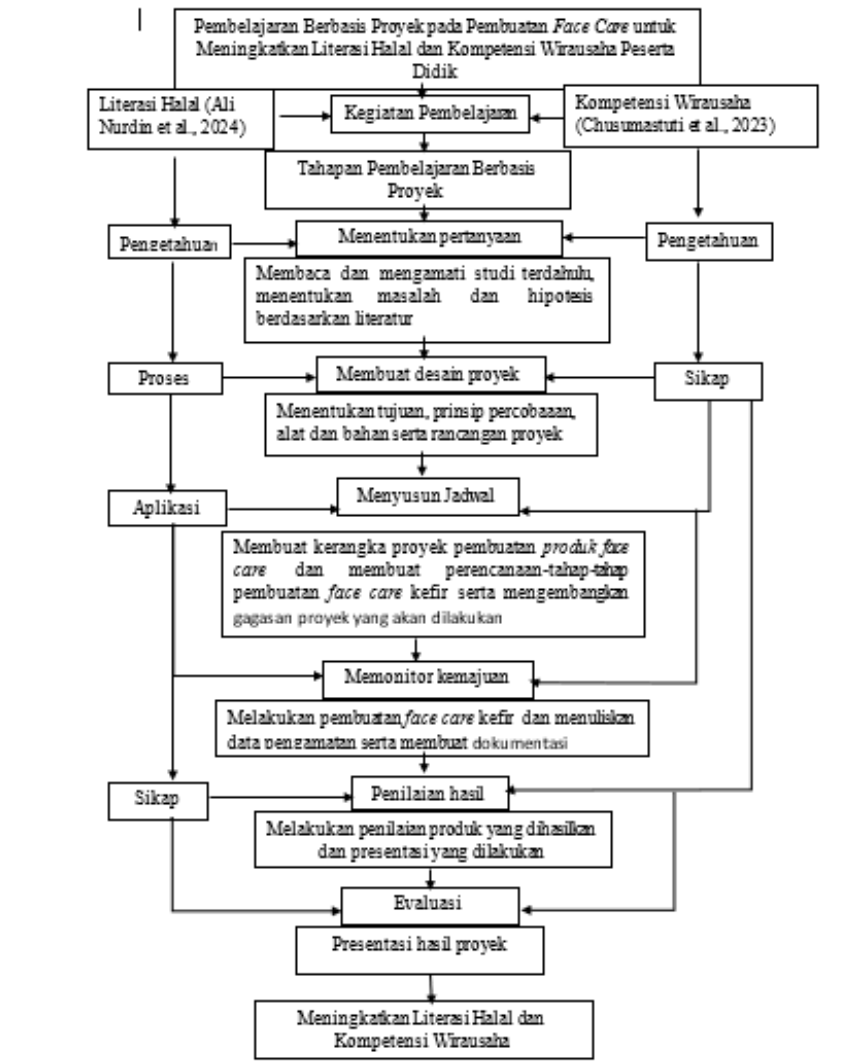 Pembelajaran Berbasis Proyek pada Pembuatan Face Care untuk
Meningkatkan Literasi Halal dan Kompetensi Wirausaha Peserta
Didik
Literasi Halal (Ali
Nurdin et al., 2024)
Kegiatan Pembelajaran
Kompetensi Wirausaha
(Chusumastuti et al., 2023)
Tahapan Pembelajaran Berbasis
Proyek
Pengetahuan
Menentukan pertanyaan
Pengetahuan
Membaca dan mengamati studi terdahulu,
menentukan masalah dan hipotesis
berdasarkan literatur
Proses
Membuat desain proyek
Sikap
Menentukan tujuan, prinsip percobaaan,
alat dan bahan serta rancangan proyek
Aplikasi
Menyusun Jadwal
Membuat kerangka proyek pembuatan produk face
care dan membuat perencanaan-tahap-tahap
pembuatan face care kefir serta mengembangkan
gagasan proyek yang akan dilakukan
Memonitor kemajuan
Melakukan pembuatan face care kefir dan menuliskan
data pengamatan serta membuat dokumentasi
Sikap
Penilaian hasil
Melakukan penilaian produk yang dihasilkan
dan presentasi yang dilakukan
Evaluasi
Presentasi hasil proyek
Meningkatkan Literasi Halal dan
Kompetensi Wirausaha